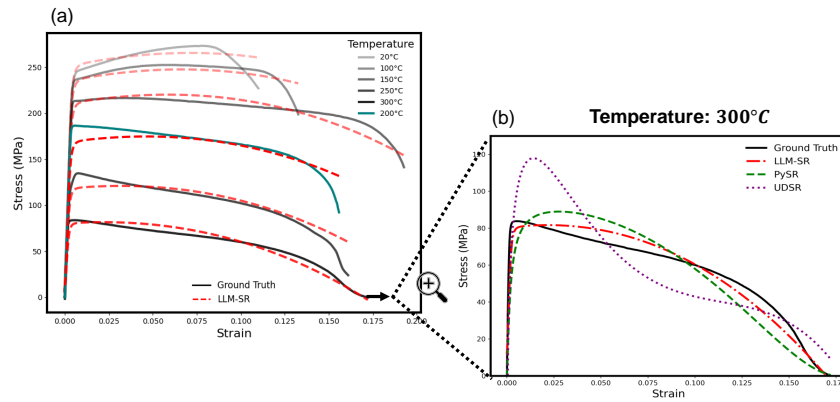 (a)
Stress (MPa)
250
200
150
100
50
0
Temperature
20°C
100°C
150°C
250°C
300°C
200°C
Ground Truth
LLM-SR
0.000
0.025
0.050
0.075
0.100
0.125
0.150
0.175
0.200
Strain
(b)
Temperature: 300°C
Stress (MPa)
120
100
80
60
40
20
0
Ground Truth
LLM-SR
PySR
UDSR
0.000
0.025
0.050
0.075
0.100
0.125
0.150
Strain